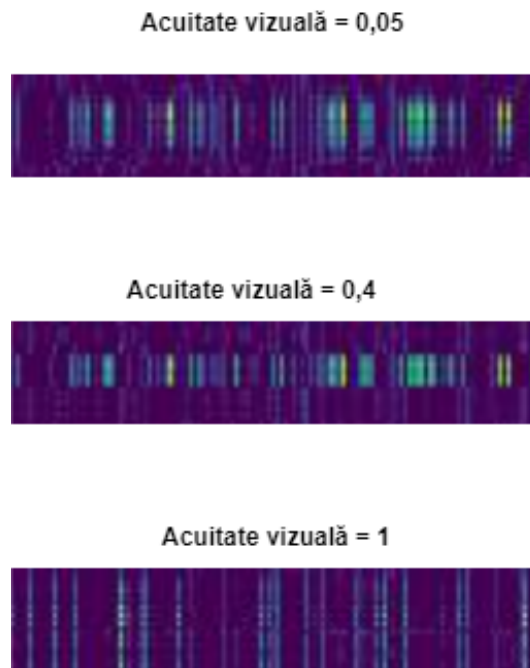 Acuitate vizuală = 0,05
Acuitate vizuală = 0,4
Acuitate vizuală = 1